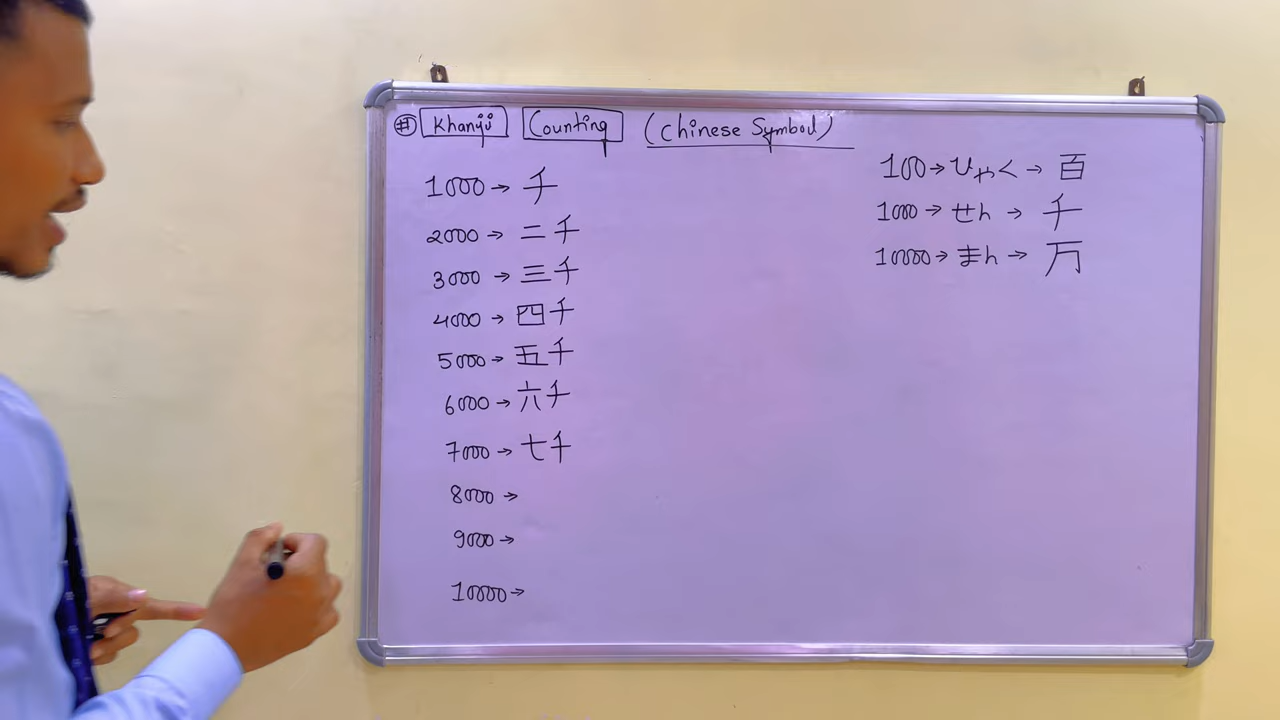 # Khanji Counting (Chinese Symbol)
1000→ 千
2000→ 二千
3000→ 三千
4000→ 四千
5000→ 五千
6000→ 六千
7000→ 七千
8000→
9000→
10000→
100→ひゃく→ 百
1000→ せん → 千
10000→ まん → 万